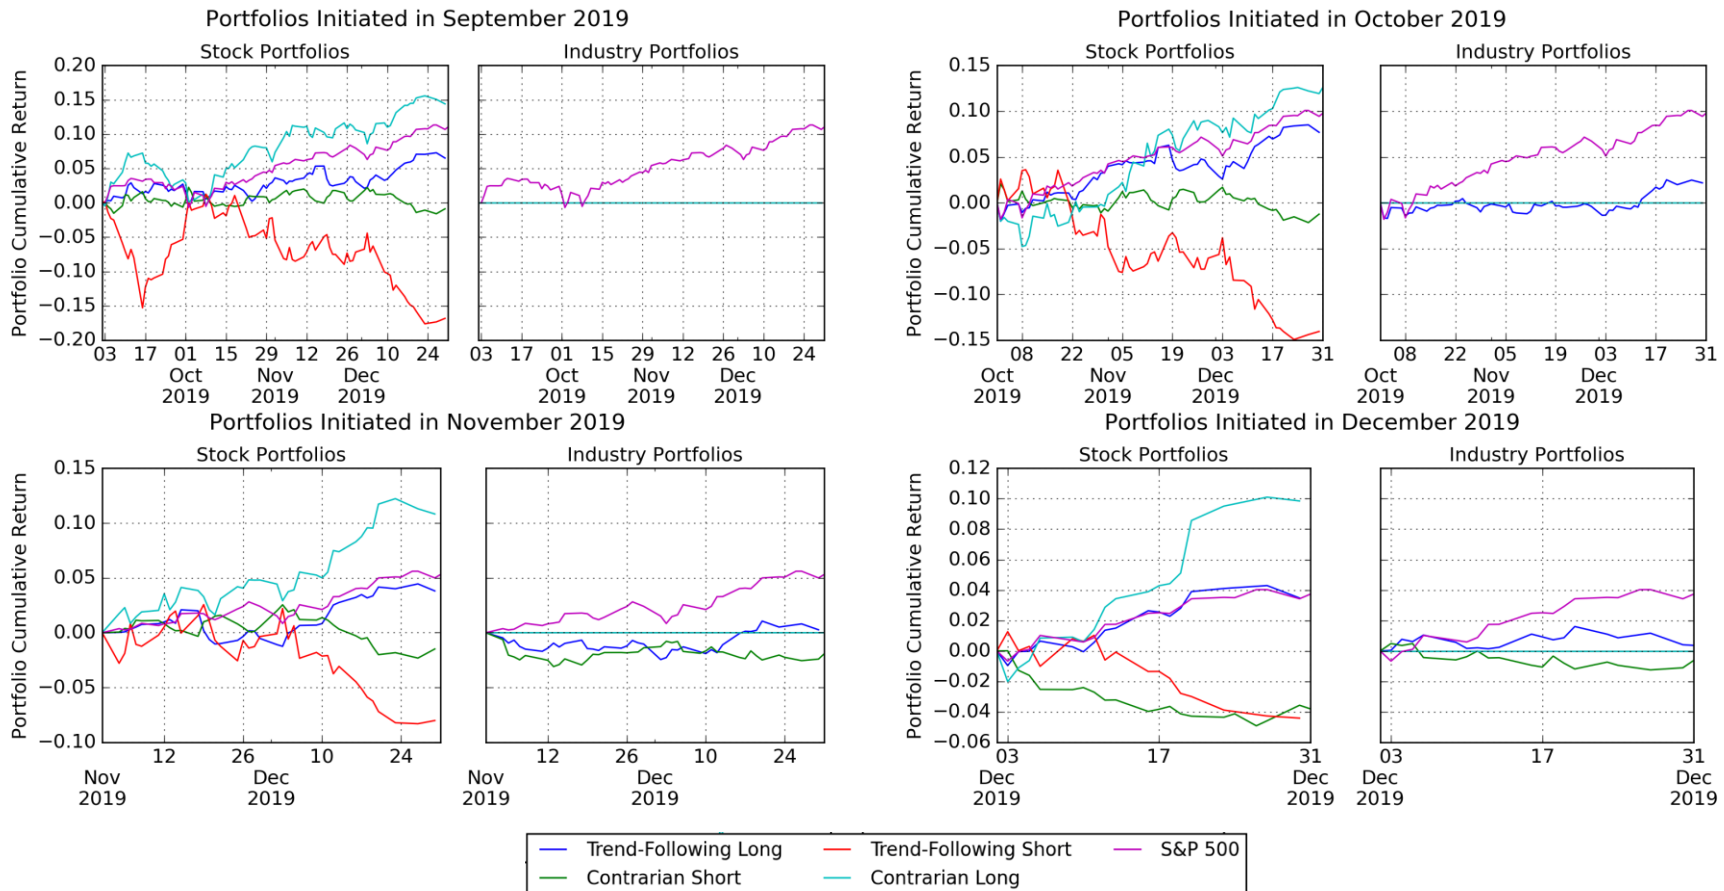 Portfolios Initiated in September 2019
Stock Portfolios
Industry Portfolios
Portfolio Cumulative Return
0.20
0.15
0.10
0.05
0.00
−0.05
−0.10
−0.15
−0.20
03 17 01 15 29 12 26 10 24
Oct Nov Dec
2019 2019 2019
03 17 01 15 29 12 26 10 24
Oct Nov Dec
2019 2019 2019
Portfolios Initiated in October 2019
Stock Portfolios
Industry Portfolios
Portfolio Cumulative Return
0.15
0.10
0.05
0.00
−0.05
−0.10
−0.15
08 22 05 19 03 17 31
Oct Nov Dec
2019 2019 2019
08 22 05 19 03 17 31
Oct Nov Dec
2019 2019 2019
Portfolios Initiated in November 2019
Stock Portfolios
Industry Portfolios
Portfolio Cumulative Return
0.15
0.10
0.05
0.00
−0.05
−0.10
12 26 10 24
Nov Dec
2019 2019
12 26 10 24
Nov Dec
2019 2019
Portfolios Initiated in December 2019
Stock Portfolios
Industry Portfolios
Portfolio Cumulative Return
0.12
0.10
0.08
0.06
0.04
0.02
0.00
−0.02
−0.04
−0.06
03 17 31
Dec Dec
2019 2019
03 17 31
Dec Dec
2019 2019
Trend-Following Long
Contrarian Short
Trend-Following Short
Contrarian Long
S&P 500